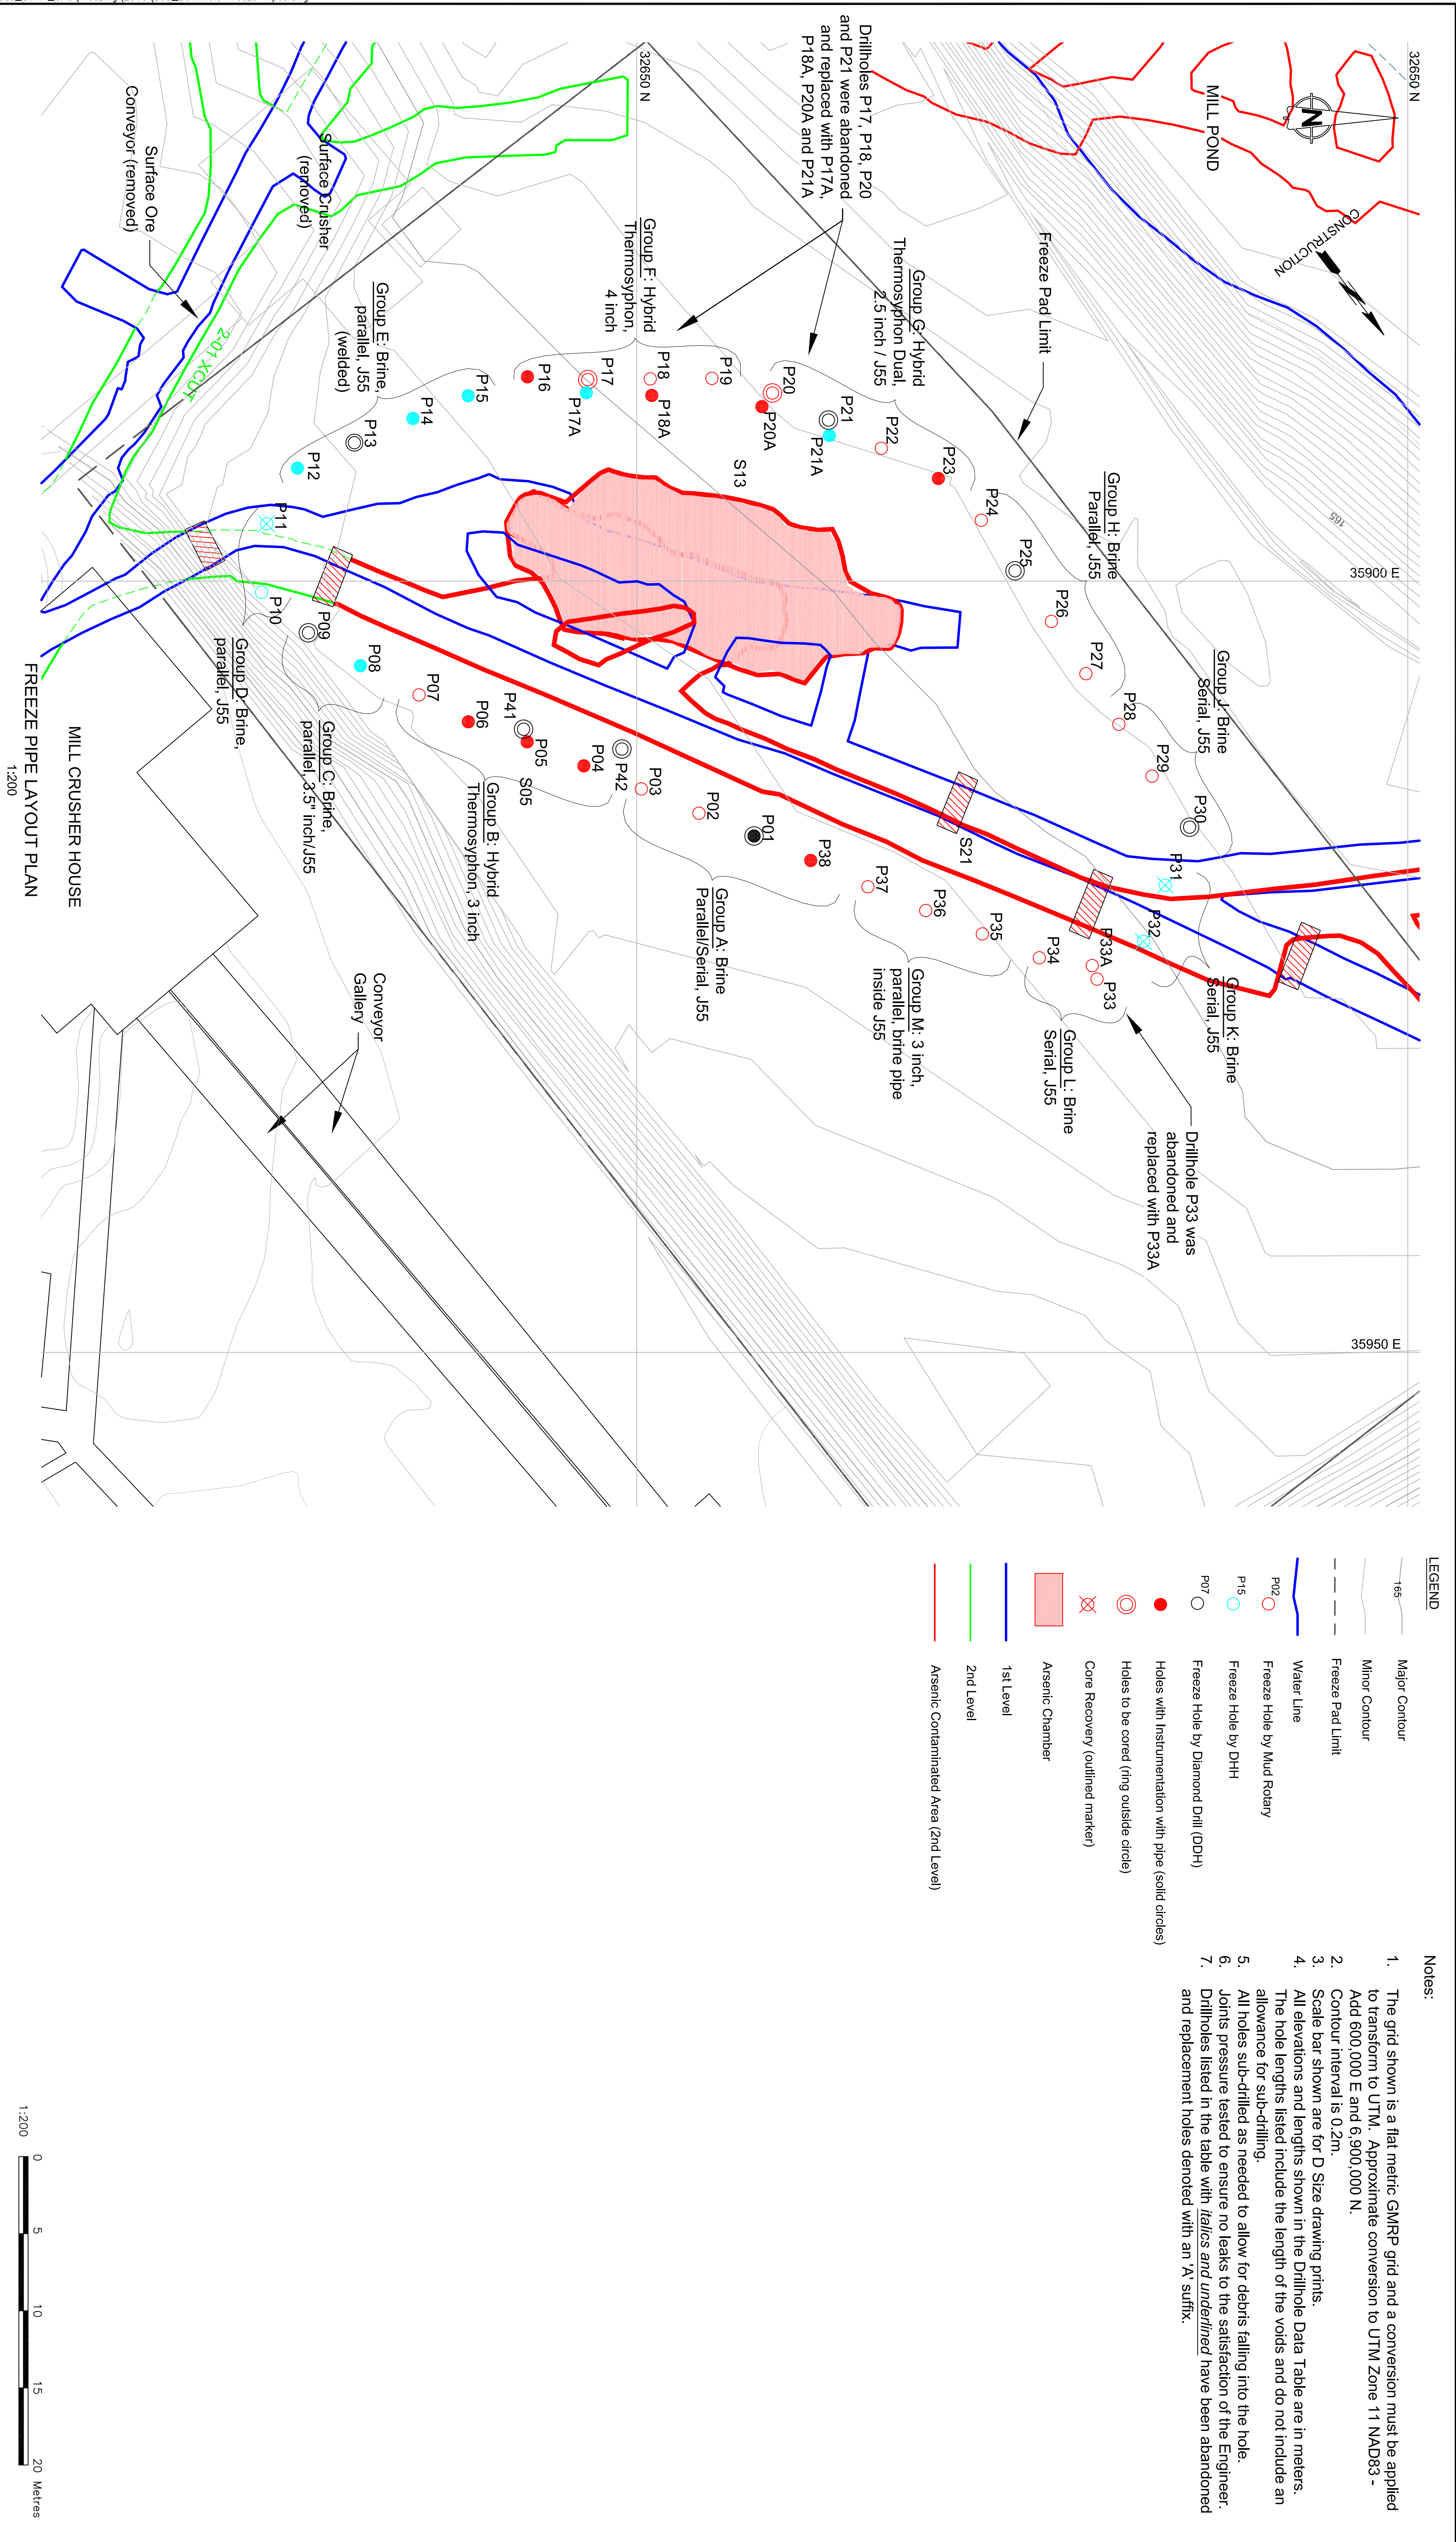 32650 N
32650 N
35900 E
35950 E
MILL POND
N
CONSTRUCTION
Freeze Pad Limit
165
Drillholes P17, P18, P20
and P21 were abandoned
and replaced with P17A,
P18A, P20A and P21A
Group G: Hybrid
Thermosyphon Dual,
2.5 inch / J55
Group F: Hybrid
Thermosyphon,
4 inch
Group E: Brine,
parallel, J55
(welded)
Surface Crusher
(removed)
Surface Ore
Conveyor (removed)
2-01 XCUT
Group H: Brine
Parallel, J55
Group J: Brine
Serial, J55
Group K: Brine
Serial, J55
Drillhole P33 was
abandoned and
replaced with P33A
Group L: Brine
Serial, J55
Group M: 3 inch,
parallel, brine pipe
inside J55
Group A: Brine
Parallel/Serial, J55
Group B: Hybrid
Thermosyphon, 3 inch
Group C: Brine,
parallel, 3.5" inch/J55
Group D: Brine,
parallel, J55
P30
P29
P28
P27
P26
P25
P24
P23
P22
P21
P21A
P20
P20A
P19
P18
P18A
P17
P17A
P16
P15
P14
P13
P12
P11
P10
P09
P08
P07
P06
P41
P05
S05
P04
P42
P03
P02
P01
P38
P37
P36
P35
P34
P33A
P33
P32
P31
S21
S13
Conveyor
Gallery
MILL CRUSHER HOUSE
FREEZE PIPE LAYOUT PLAN
1:200
LEGEND
165
Major Contour
Minor Contour
Freeze Pad Limit
Water Line
P02
Freeze Hole by Mud Rotary
P15
Freeze Hole by DHH
P07
Freeze Hole by Diamond Drill (DDH)
Holes with Instrumentation with pipe (solid circles)
Holes to be cored (ring outside circle)
Core Recovery (outlined marker)
Arsenic Chamber
1st Level
2nd Level
Arsenic Contaminated Area (2nd Level)
Notes:
1. The grid shown is a flat metric GMRP grid and a conversion must be applied
to transform to UTM. Approximate conversion to UTM Zone 11 NAD83 -
Add 600,000 E and 6,900,000 N.
2. Contour interval is 0.2m.
3. Scale bar shown are for D Size drawing prints.
4. All elevations and lengths shown in the Drillhole Data Table are in meters.
The hole lengths listed include the length of the voids and do not include an
allowance for sub-drilling.
5. All holes sub-drilled as needed to allow for debris falling into the hole.
6. Joints pressure tested to ensure no leaks to the satisfaction of the Engineer.
7. Drillholes listed in the table with italics and underlined have been abandoned
and replacement holes denoted with an 'A' suffix.
1:200
0 5 10 15 20 Metres